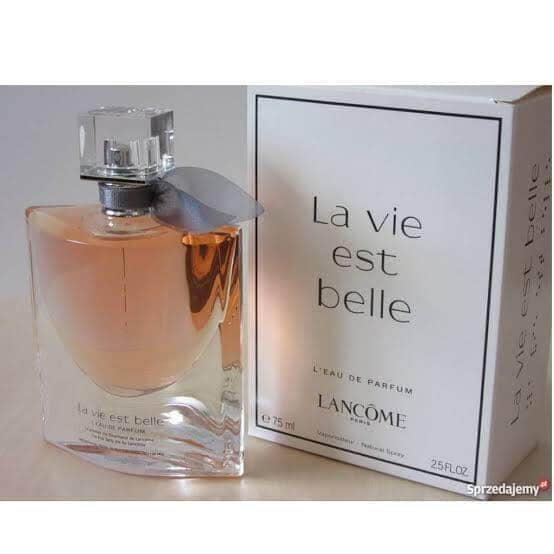 La vie est belle
L'EAU DE PARFUM
La vie
est
belle
L'EAU DE PARFUM
LANCÔME
PARIS
℮ 75 ml
Vaporisateur - Natural Spray
2.5 FL.OZ.
La vie
est
belle
Sprzedajemy.pl